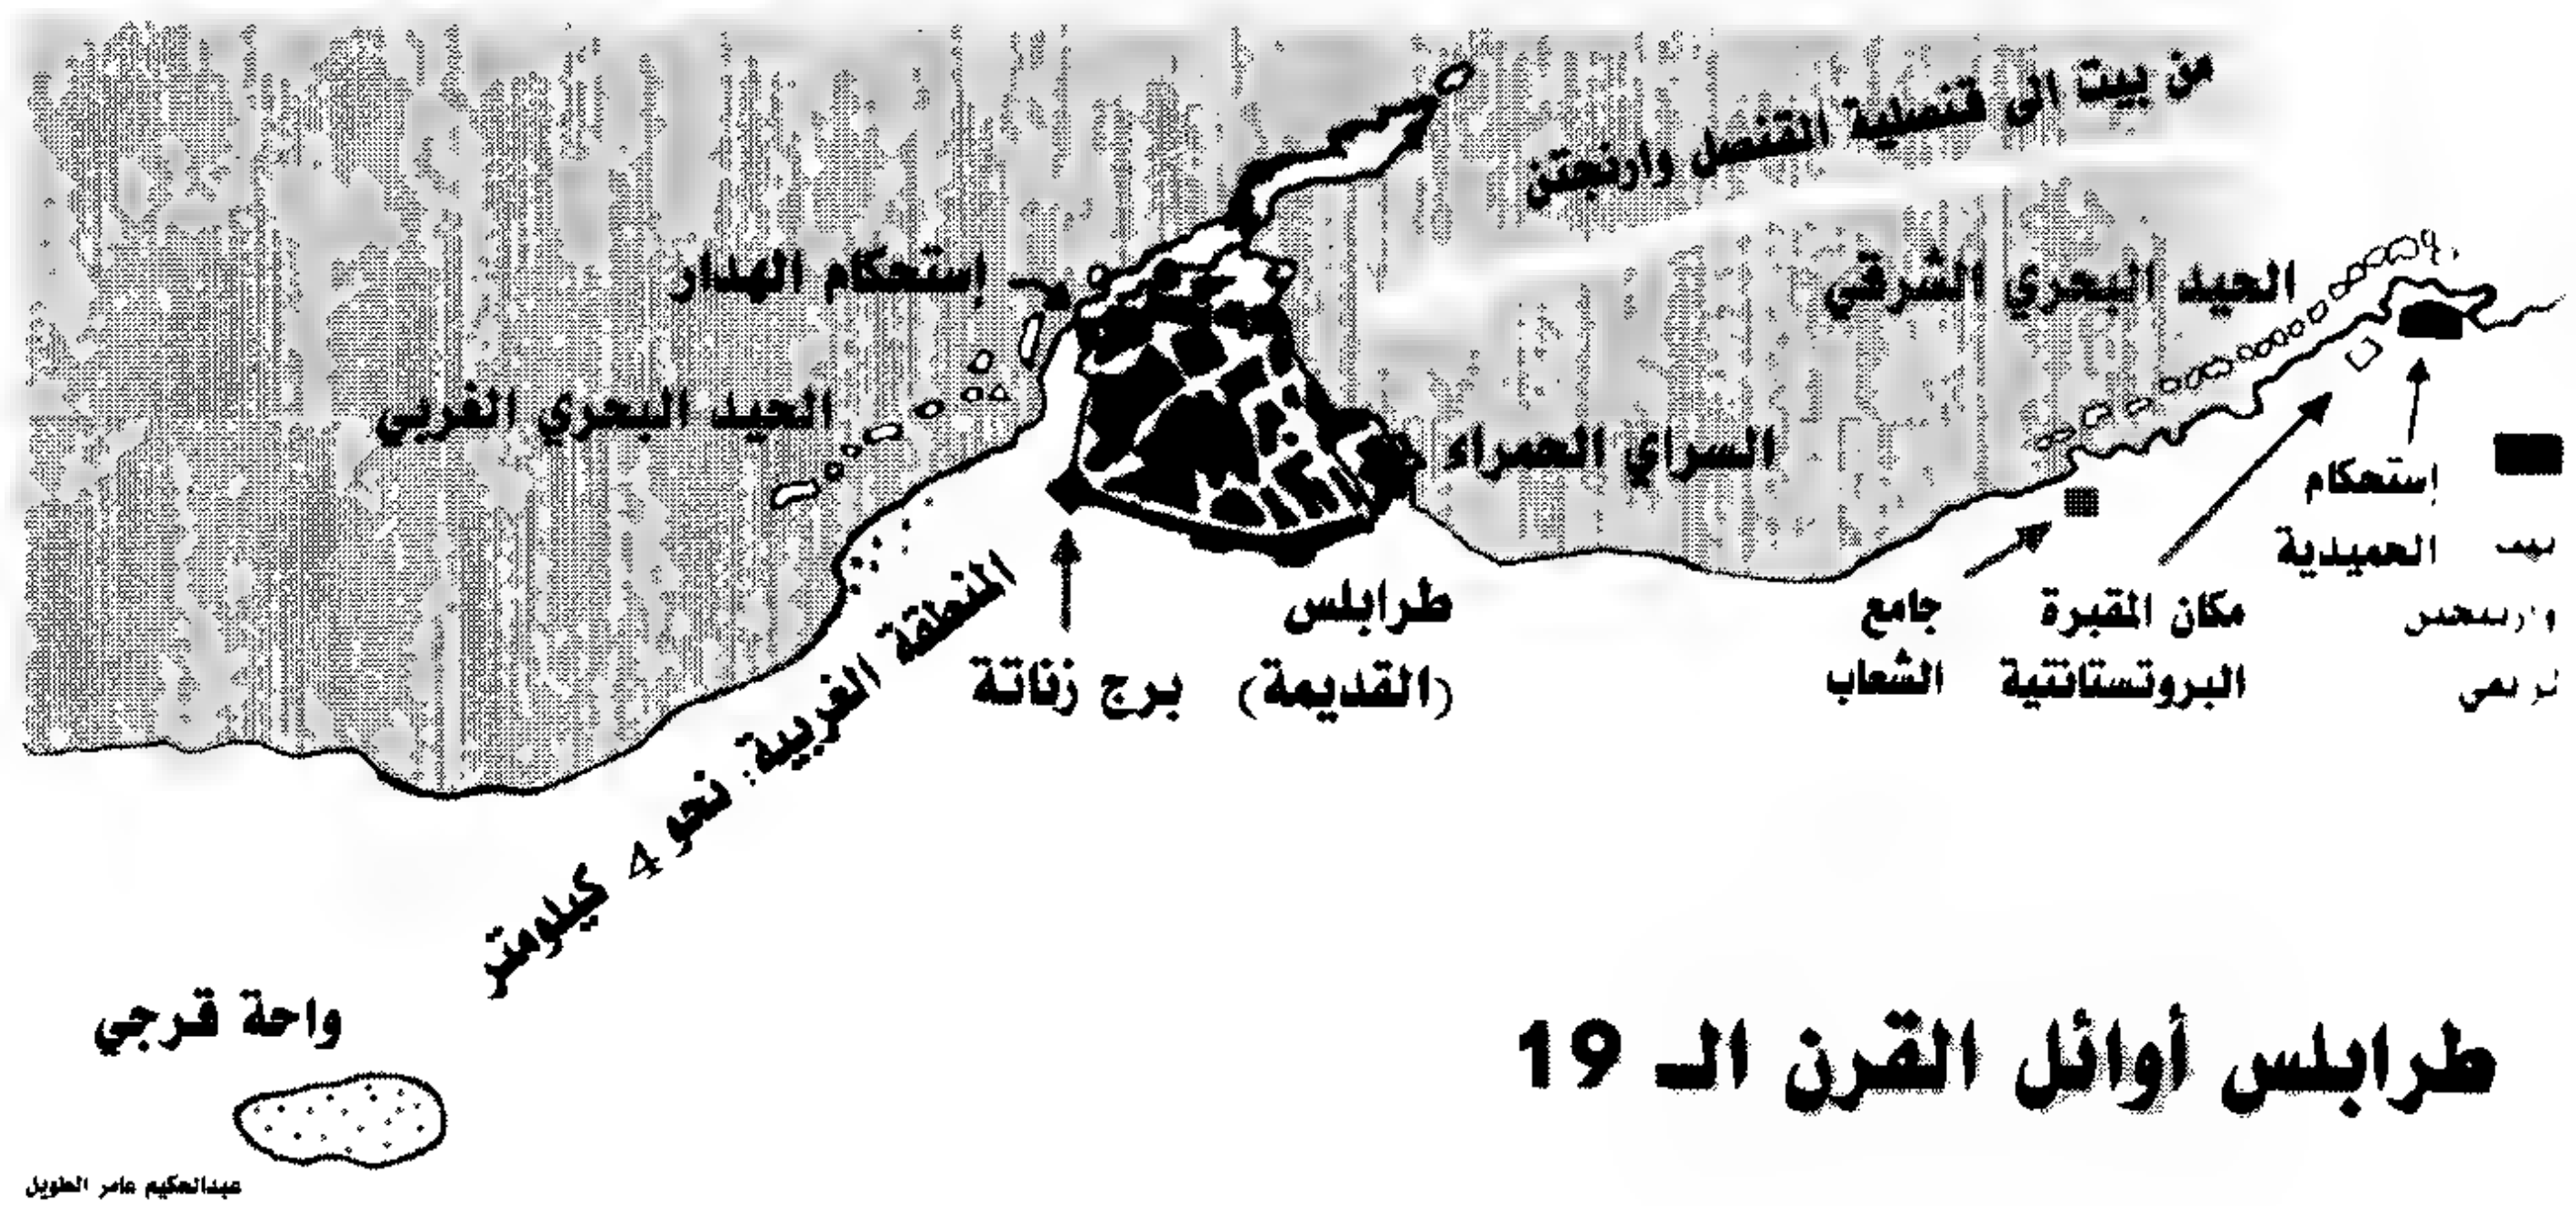 من بيت الى قنصلية القنصل وارنجتن
إستحكام الهدار
الحيد البحري الشرقي
الحيد البحري الغربي
السراي الحمراء
إستحكام
الحميدية
المنطقة الغربية: نحو 4 كيلومتر
برج زناتة
طرابلس
(القديمة)
جامع
الشعاب
مكان المقبرة
البروتستانتية
واحة قرجي
طرابلس أوائل القرن الـ 19
عبدالحكيم عامر الطويل